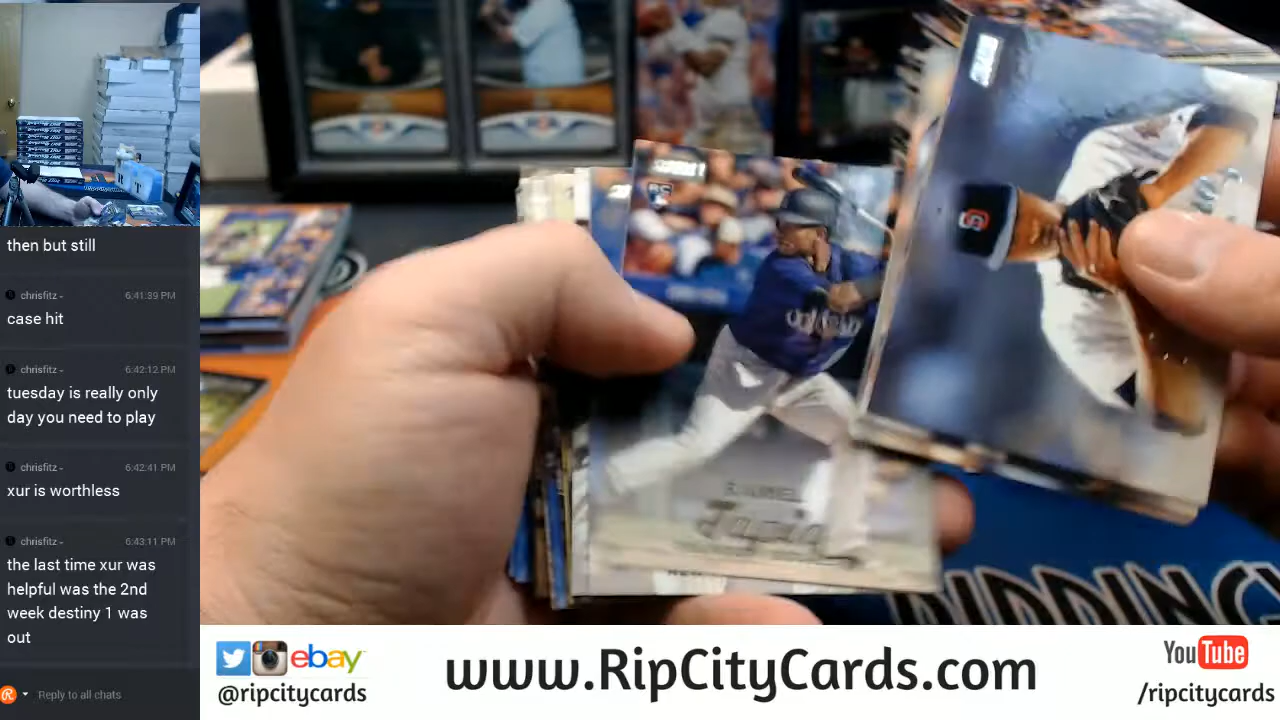 then but still
chrisfitz - 6:41:39 PM
case hit
chrisfitz - 6:42:12 PM
tuesday is really only
day you need to play
chrisfitz - 6:42:41 PM
xur is worthless
chrisfitz - 6:43:11 PM
the last time xur was
helpful was the 2nd
week destiny 1 was
out
Reply to all chats
RC
RAIMEL
Tapia
ebay
@ripcitycards
www.RipCityCards.com
YouTube
/ripcitycards